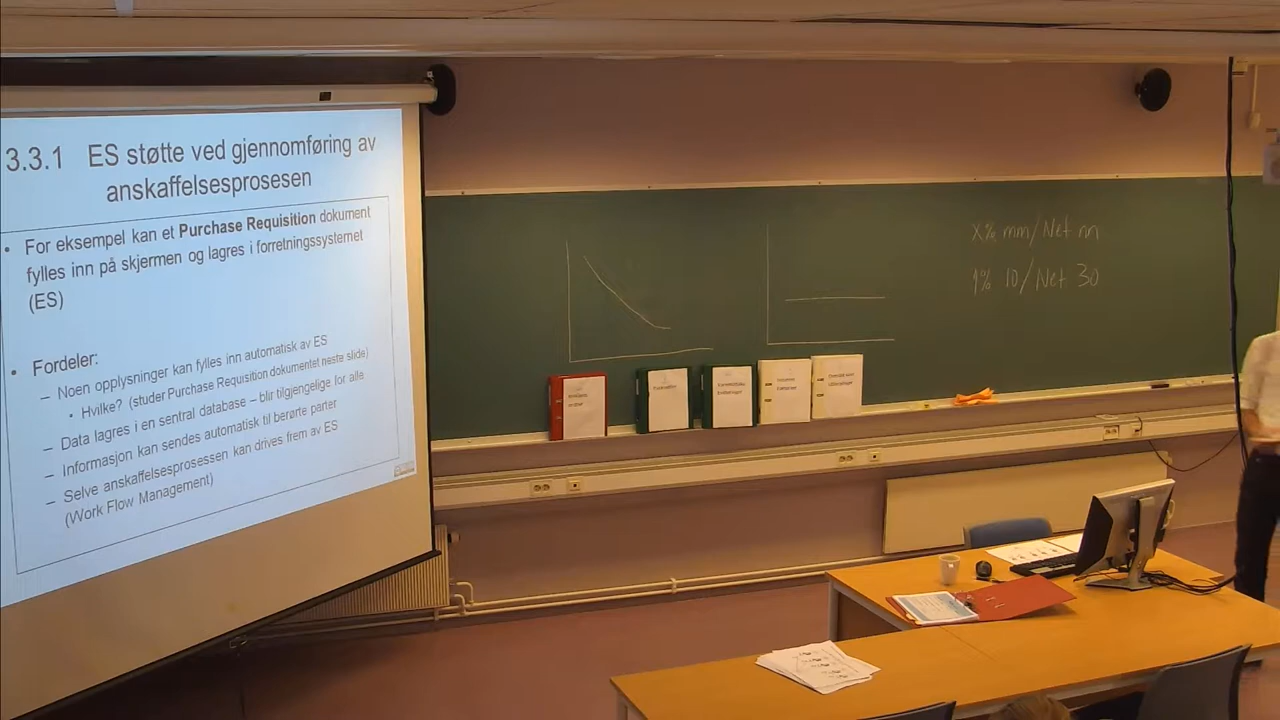 3.3.1 ES støtte ved gjennomføring av
anskaffelsesprosesen
• For eksempel kan et Purchase Requisition dokument
fylles inn på skjermen og lagres i forretningssystemet
(ES)
• Fordeler:
– Noen opplysninger kan fylles inn automatisk av ES
• Hvilke? (studer Purchase Requisition dokumentet neste slide)
– Data lagres i en sentral database – blir tilgjengelige for alle
– Informasjon kan sendes automatisk til berørte parter
– Selve anskaffelsesprosessen kan drives frem av ES
(Work Flow Management)
X% mm/Net nn
1% 10/Net 30